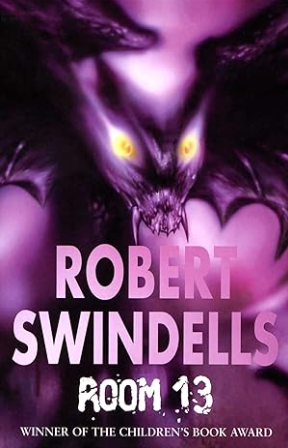 ROBERT
SWINDELLS
ROOM 13
WINNER OF THE CHILDREN'S BOOK AWARD